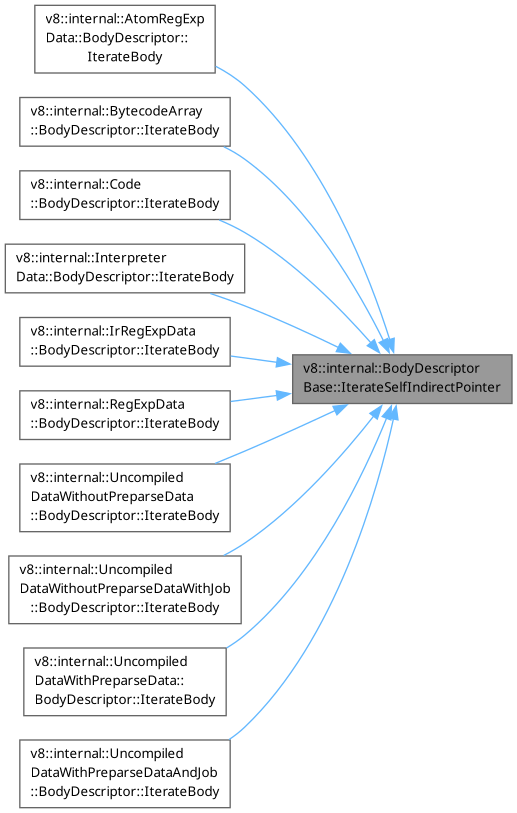 v8::internal::AtomRegExp
Data::BodyDescriptor::
IterateBody
v8::internal::BytecodeArray
::BodyDescriptor::IterateBody
v8::internal::Code
::BodyDescriptor::IterateBody
v8::internal::Interpreter
Data::BodyDescriptor::IterateBody
v8::internal::IrRegExpData
::BodyDescriptor::IterateBody
v8::internal::BodyDescriptor
Base::IterateSelfIndirectPointer
v8::internal::RegExpData
::BodyDescriptor::IterateBody
v8::internal::Uncompiled
DataWithoutPreparseData
::BodyDescriptor::IterateBody
v8::internal::Uncompiled
DataWithoutPreparseDataWithJob
::BodyDescriptor::IterateBody
v8::internal::Uncompiled
DataWithPreparseData::
BodyDescriptor::IterateBody
v8::internal::Uncompiled
DataWithPreparseDataAndJob
::BodyDescriptor::IterateBody